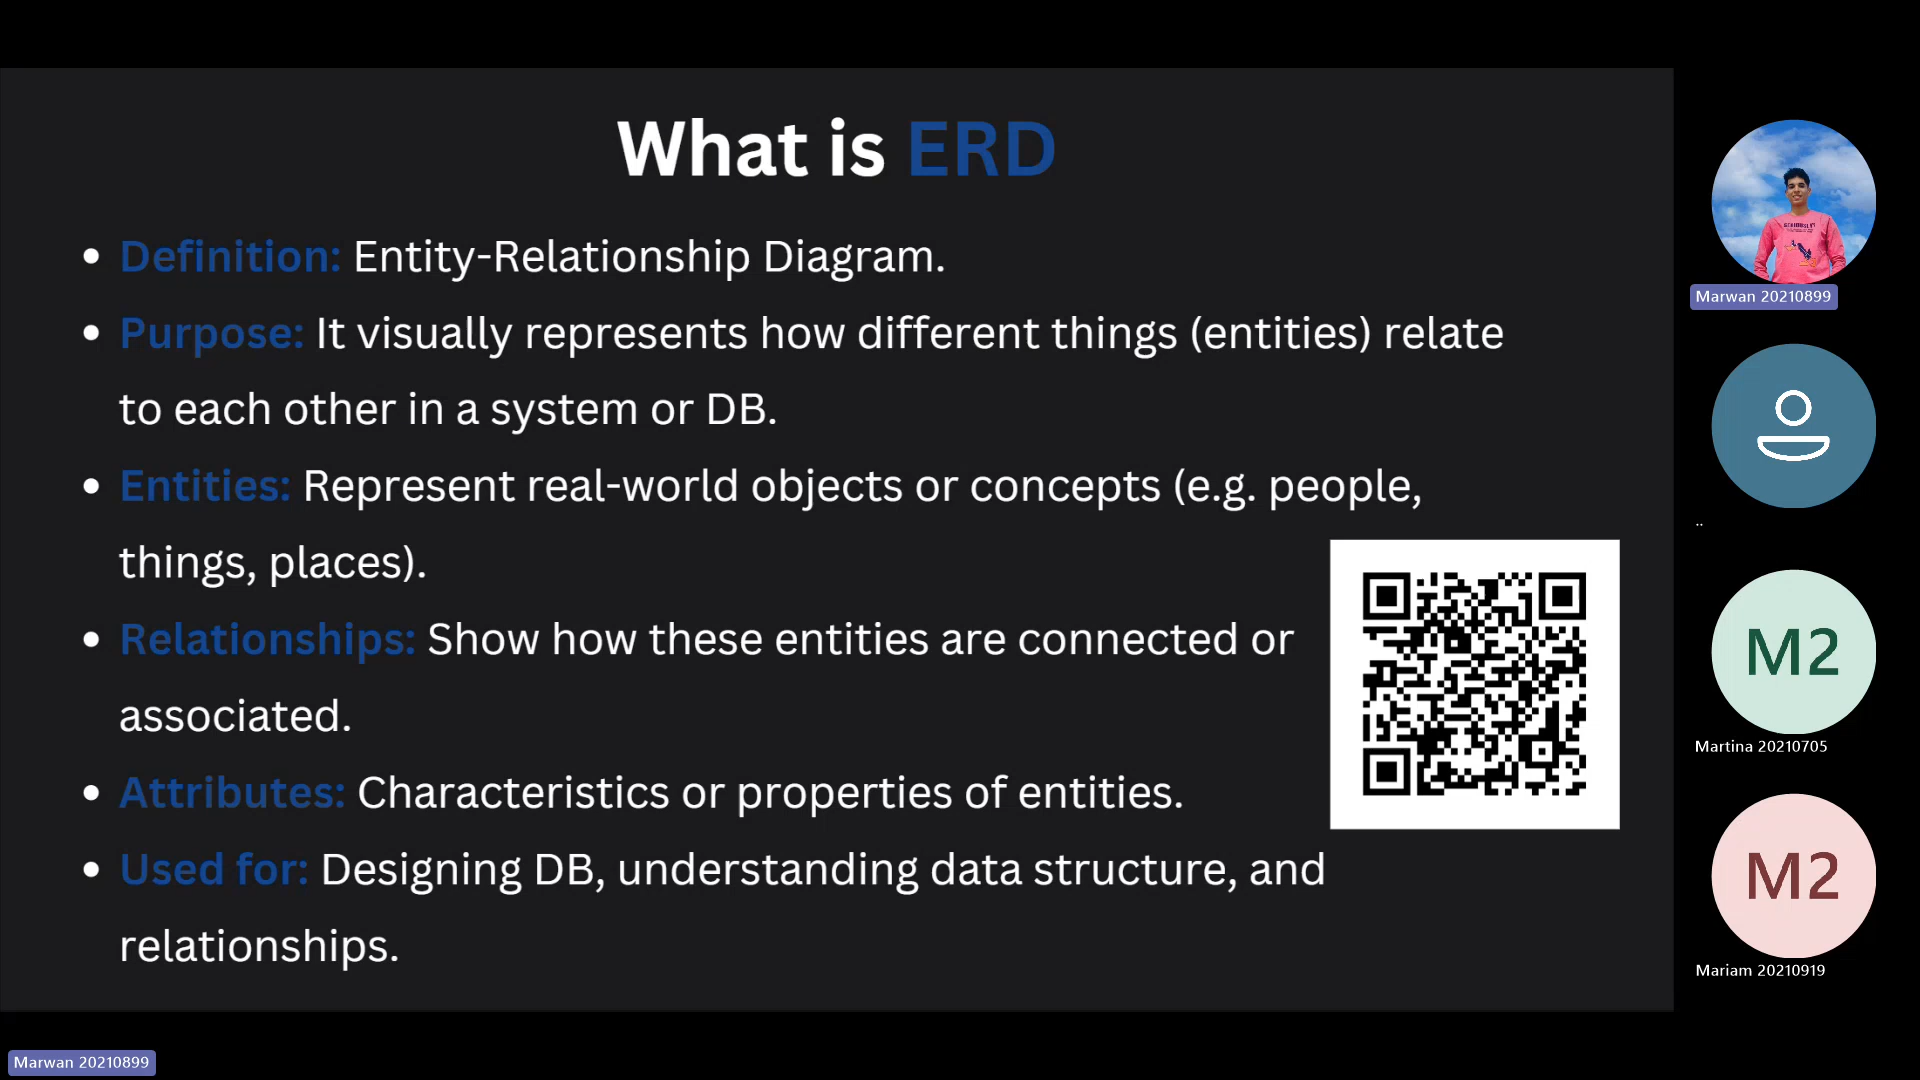 What is ERD
• Definition: Entity-Relationship Diagram.
• Purpose: It visually represents how different things (entities) relate
to each other in a system or DB.
• Entities: Represent real-world objects or concepts (e.g. people,
things, places).
• Relationships: Show how these entities are connected or
associated.
• Attributes: Characteristics or properties of entities.
• Used for: Designing DB, understanding data structure, and
relationships.
Marwan 20210899
..
M2
Martina 20210705
M2
Mariam 20210919
Marwan 20210899